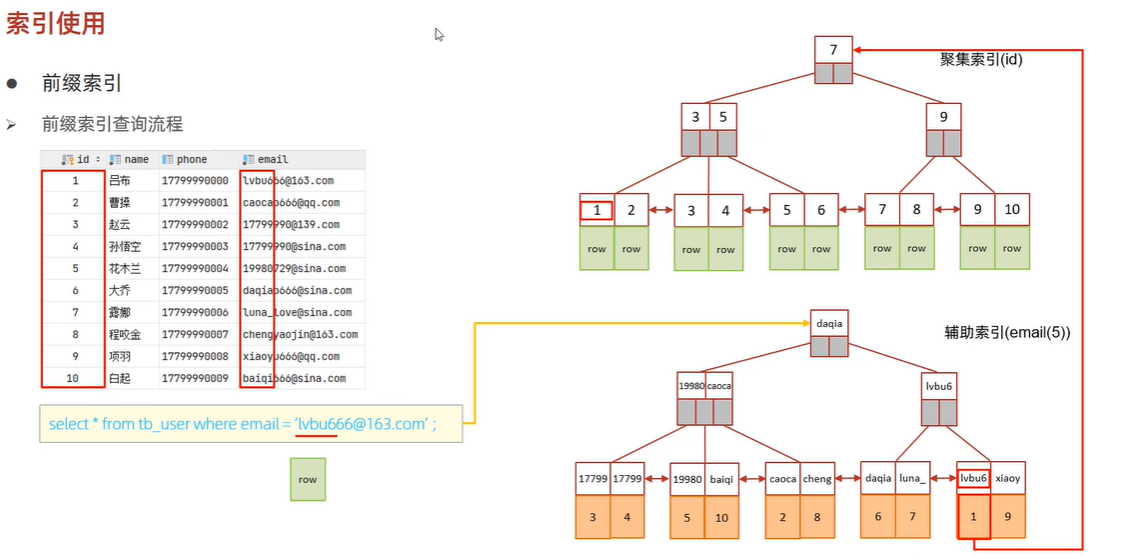 索引使用
前缀索引
前缀索引查询流程
id name phone email
1 吕布 17799990000 lvbu666@163.com
2 曹操 17799990001 caocao666@qq.com
3 赵云 17799990002 17799990@139.com
4 孙悟空 17799990003 17799990@sina.com
5 花木兰 17799990004 19980729@sina.com
6 大乔 17799990005 daqiao666@sina.com
7 露娜 17799990006 luna_love@sina.com
8 程咬金 17799990007 chengyaojin@163.com
9 项羽 17799990008 xiaoyu666@qq.com
10 白起 17799990009 baiqi666@sina.com
select * from tb_user where email = 'lvbu666@163.com' ;
row
7
聚集索引(id)
3 5 9
1 2 3 4 5 6 7 8 9 10
row row row row row row row row row row
daqia
辅助索引(email(5))
19980 caoca lvbu6
17799 17799 19980 baiqi caoca cheng daqia luna_ lvbu6 xiaoy
3 4 5 10 2 8 6 7 1 9